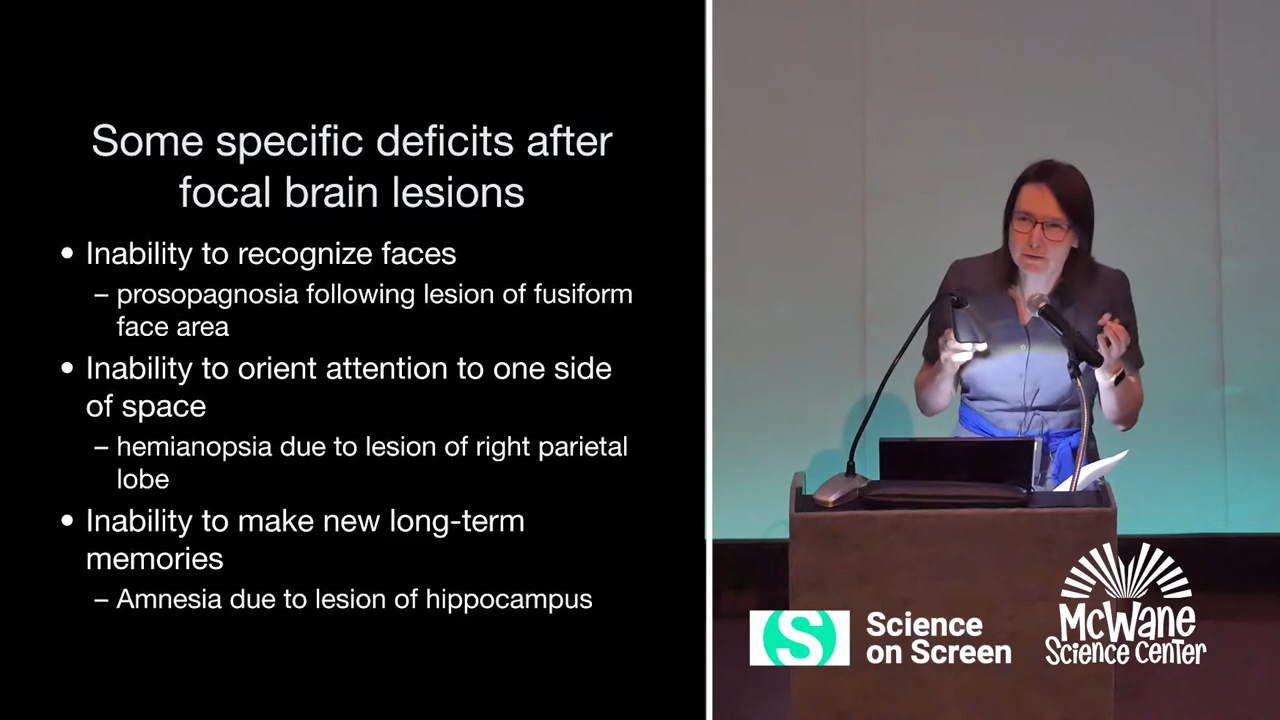 Some specific deficits after
focal brain lesions
• Inability to recognize faces
– prosopagnosia following lesion of fusiform
face area
• Inability to orient attention to one side
of space
– hemianopsia due to lesion of right parietal
lobe
• Inability to make new long-term
memories
– Amnesia due to lesion of hippocampus
S
Science
on Screen
McWane
Science Center